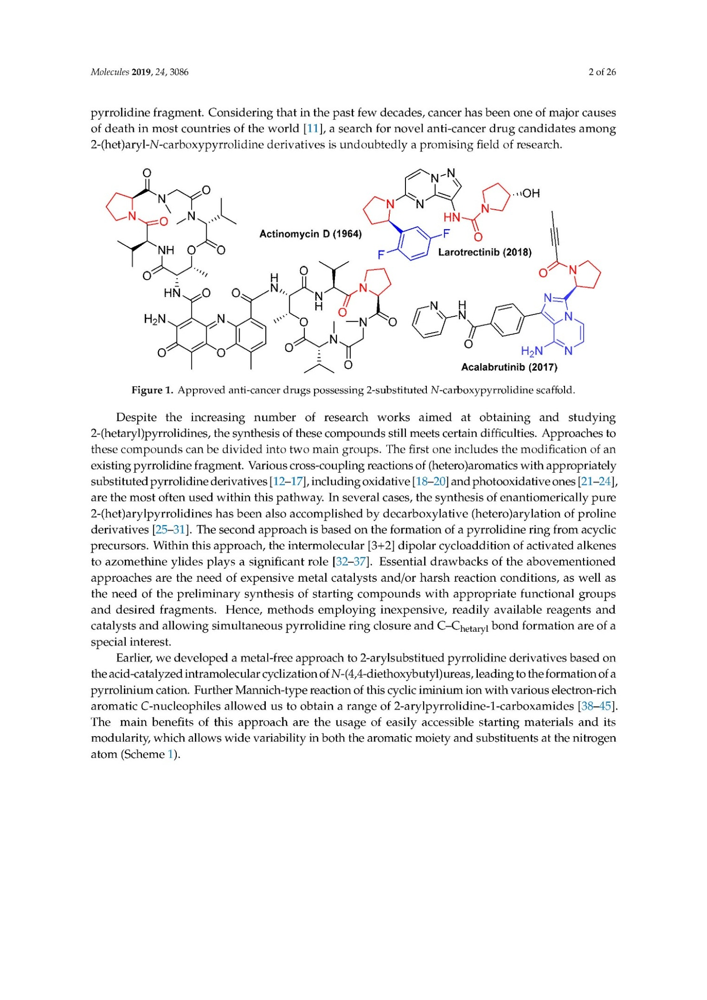 Molecules 2019, 24, 3086
2 of 26
pyrrolidine fragment. Considering that in the past few decades, cancer has been one of major causes
of death in most countries of the world [11], a search for novel anti-cancer drug candidates among
2-(het)aryl-N-carboxypyrrolidine derivatives is undoubtedly a promising field of research.
Actinomycin D (1964)
Larotrectinib (2018)
Acalabrutinib (2017)
Figure 1. Approved anti-cancer drugs possessing 2-substituted N-carboxypyrrolidine scaffold.
Despite the increasing number of research works aimed at obtaining and studying
2-(hetaryl)pyrrolidines, the synthesis of these compounds still meets certain difficulties. Approaches to
these compounds can be divided into two main groups. The first one includes the modification of an
existing pyrrolidine fragment. Various cross-coupling reactions of (hetero)aromatics with appropriately
substituted pyrrolidine derivatives [12–17], including oxidative [18–20] and photooxidative ones [21–24],
are the most often used within this pathway. In several cases, the synthesis of enantiomerically pure
2-(het)arylpyrrolidines has been also accomplished by decarboxylative (hetero)arylation of proline
derivatives [25–31]. The second approach is based on the formation of a pyrrolidine ring from acyclic
precursors. Within this approach, the intermolecular [3+2] dipolar cycloaddition of activated alkenes
to azomethine ylides plays a significant role [32–37]. Essential drawbacks of the abovementioned
approaches are the need of expensive metal catalysts and/or harsh reaction conditions, as well as
the need of the preliminary synthesis of starting compounds with appropriate functional groups
and desired fragments. Hence, methods employing inexpensive, readily available reagents and
catalysts and allowing simultaneous pyrrolidine ring closure and C–Chetaryl bond formation are of a
special interest.
Earlier, we developed a metal-free approach to 2-arylsubstitued pyrrolidine derivatives based on
the acid-catalyzed intramolecular cyclization of N-(4,4-diethoxybutyl)ureas, leading to the formation of a
pyrrolinium cation. Further Mannich-type reaction of this cyclic iminium ion with various electron-rich
aromatic C-nucleophiles allowed us to obtain a range of 2-arylpyrrolidine-1-carboxamides [38–45].
The main benefits of this approach are the usage of easily accessible starting materials and its
modularity, which allows wide variability in both the aromatic moiety and substituents at the nitrogen
atom (Scheme 1).